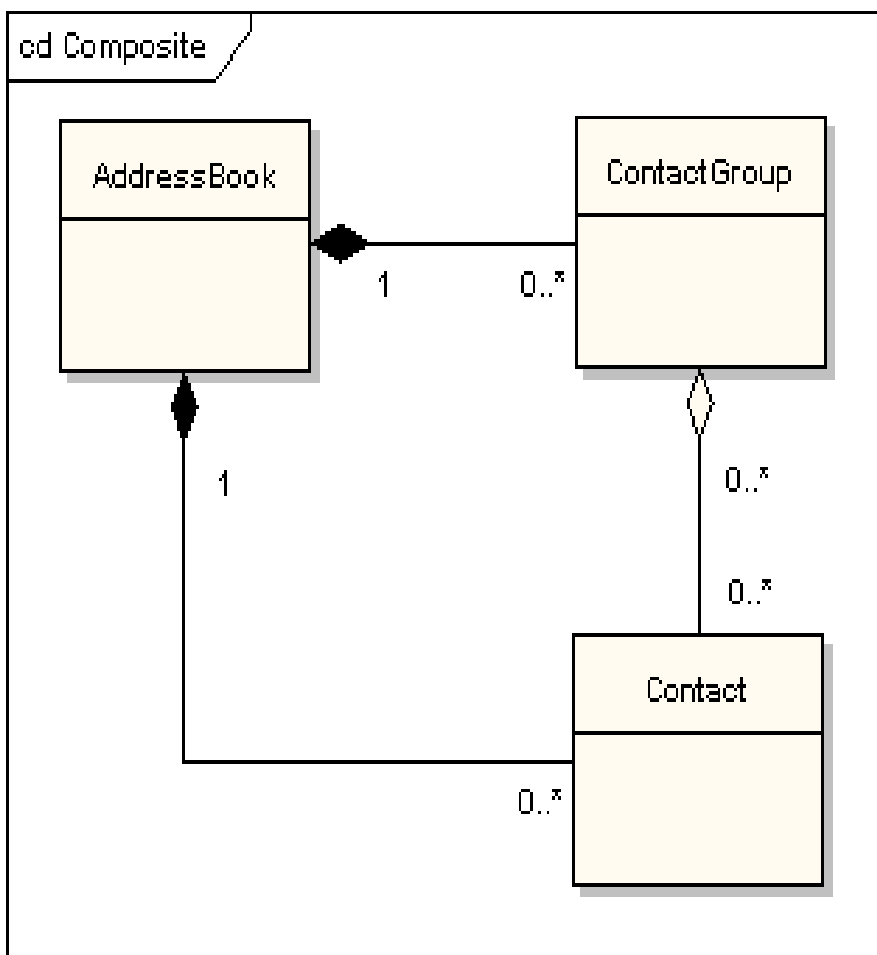 cd Composite
AddressBook
ContactGroup
1
0..*
1
0..*
0..*
Contact
0..*